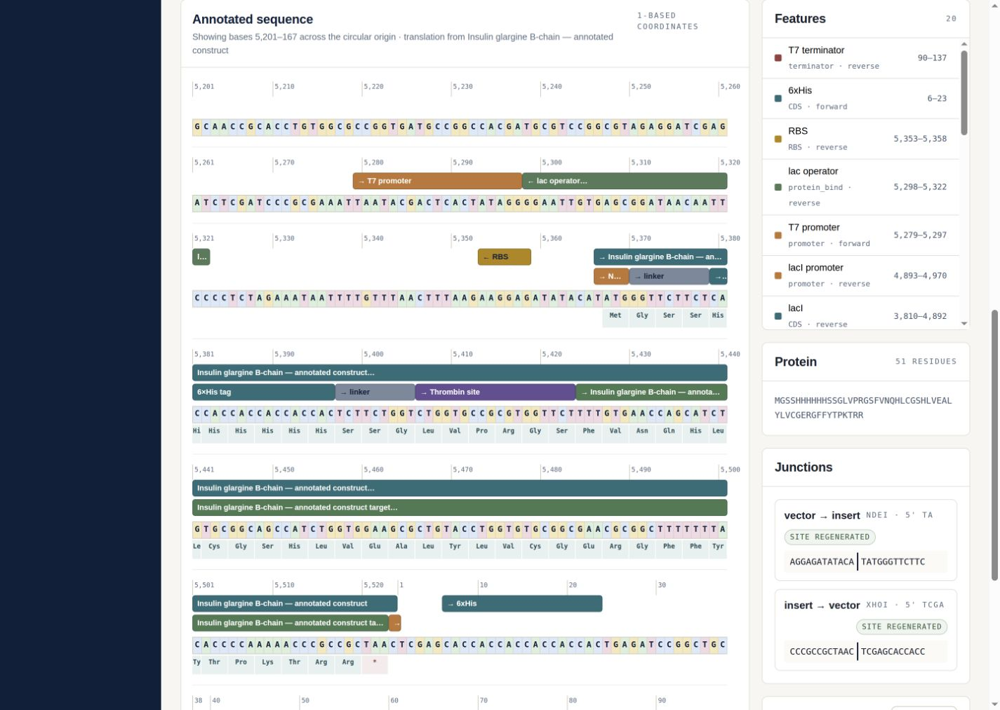 Annotated sequence
1-BASED
COORDINATES
Showing bases 5,201–167 across the circular origin · translation from Insulin glargine B-chain — annotated
construct
5,201 5,210 5,220 5,230 5,240 5,250 5,260
GCAACCGCACCTGTGGCGCCGGTGATGCCGGCCACGATGCGTCCGGCGTAGAGGATCGAG
5,261 5,270 5,280 5,290 5,300 5,310 5,320
→ T7 promoter ← lac operator…
ATCTCGATCCCGCGAAATTAATACGACTCACTATAGGGGAATTGTGAGCGGATAACAATT
5,321 5,330 5,340 5,350 5,360 5,370 5,380
l… ← RBS → Insulin glargine B-chain — an…
→ N… → linker →…
CCCCTCTAGAAATAATTTTGTTTAACTTTAAGAAGGAGATATACATATGGGTTCTTCTCA
Met Gly Ser Ser His
5,381 5,390 5,400 5,410 5,420 5,430 5,440
Insulin glargine B-chain — annotated construct…
6×His tag → linker → Thrombin site → Insulin glargine B-chain — annota…
CCACCACCACCACCACTCTTCTGGTCTGGTGCCGCGTGGTTCTTTTGTGAACCAGCATCT
Hi His His His His Ser Ser Gly Leu Val Pro Arg Gly Ser Phe Val Asn Gln His Leu
5,441 5,450 5,460 5,470 5,480 5,490 5,500
Insulin glargine B-chain — annotated construct…
Insulin glargine B-chain — annotated construct target…
GTGCGGCAGCCATCTGGTGGAAGCGCTGTACCTGGTGTGCGGCGAACGCGGCTTTTTTTA
Le Cys Gly Ser His Leu Val Glu Ala Leu Tyr Leu Val Cys Gly Glu Arg Gly Phe Phe Tyr
5,501 5,510 5,520 1 10 20 30
Insulin glargine B-chain — annotated construct → 6xHis
Insulin glargine B-chain — annotated construct ta… →
CACCCCAAAAACCCGCCGCTAACTCGAGCACCACCACCACCACCACTGAGATCCGGCTGC
Ty Thr Pro Lys Thr Arg Arg *
38 40 50 60 70 80 90
Features 20
T7 terminator
terminator · reverse 90–137
6xHis
CDS · forward 6–23
RBS
RBS · reverse 5,353–5,358
lac operator
protein_bind ·
reverse 5,298–5,322
T7 promoter
promoter · forward 5,279–5,297
lacI promoter
promoter · reverse 4,893–4,970
lacI
CDS · reverse 3,810–4,892
Protein 51 RESIDUES
MGSSHHHHHHSSGLVPRGSFVNQHLCGSHLVEAL
YLVCGERGFFYTPKTRR
Junctions
vector → insert NDEI · 5' TA
SITE REGENERATED
AGGAGATATACA TATGGGTTCTTC
insert → vector XHOI · 5' TCGA
SITE REGENERATED
CCCGCCGCTAAC TCGAGCACCACC